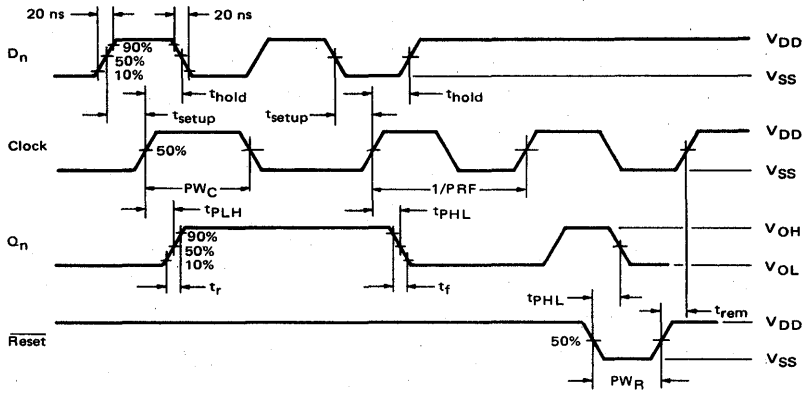 20 ns 20 ns
Dn 90% VDD
50%
10% VSS
thold thold
tsetup tsetup
Clock VDD
50% VSS
PWC 1/PRF
tPLH tPHL
Qn 90% VOH
50%
10% VOL
tr tf tPHL
trem
Reset VDD
50%
VSS
PWR